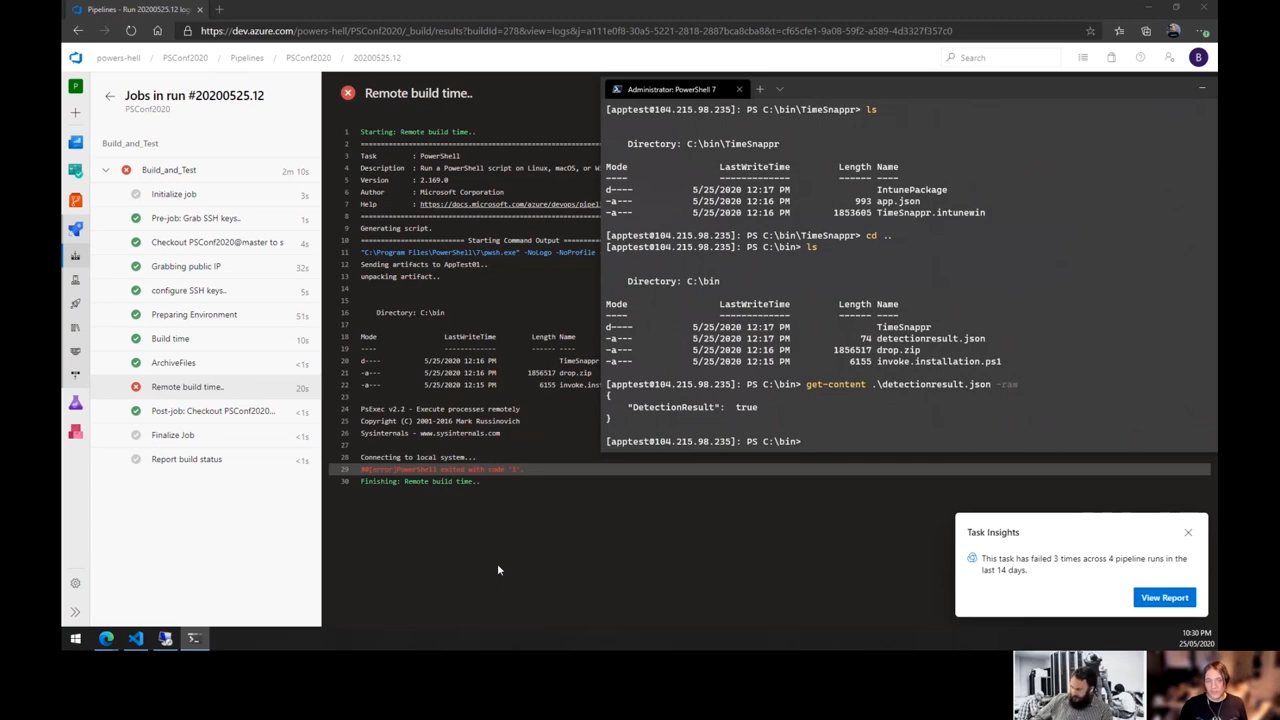 Pipelines - Run 20200525.12 log
https://dev.azure.com/powers-hell/PSConf2020/_build/results?buildId=278&view=logs&j=a111e0f8-30a5-5221-2818-2887bca8cba8&t=cf65cfe1-9a08-59f2-a589-4d3327f357c0
powers-hell
PSConf2020
Pipelines
PSConf2020
20200525.12
Search
B
P
Jobs in run #20200525.12
PSConf2020
Build_and_Test
Build_and_Test 2m 10s
Initialize job 3s
Pre-job: Grab SSH keys.. 1s
Checkout PSConf2020@master to s 4s
Grabbing public IP 32s
configure SSH keys.. 5s
Preparing Environment 51s
Build time 10s
ArchiveFiles <1s
Remote build time.. 20s
Post-job: Checkout PSConf2020... <1s
Finalize Job <1s
Report build status <1s
Remote build time..
1 Starting: Remote build time..
2 ==============================
3 Task : PowerShell
4 Description : Run a PowerShell script on Linux, macOS, or W
5 Version : 2.169.0
6 Author : Microsoft Corporation
7 Help : https://docs.microsoft.com/azure/devops/pipel
8 ==============================
9 Generating script.
10 ======================== Starting Command Output ========
11 "C:\Program Files\PowerShell\7\pwsh.exe" -NoLogo -NoProfile
12 Sending artifacts to AppTest01..
13 unpacking artifact..
14
15
16 Directory: C:\bin
17
18 Mode LastWriteTime Length Name
19 ---- ------------- ------ ----
20 d---- 5/25/2020 12:16 PM TimeSnappr
21 -a--- 5/25/2020 12:16 PM 1856517 drop.zip
22 -a--- 5/25/2020 12:15 PM 6155 invoke.ins
24 PsExec v2.2 - Execute processes remotely
25 Copyright (C) 2001-2016 Mark Russinovich
26 Sysinternals - www.sysinternals.com
28 Connecting to local system...
29 ##[error]PowerShell exited with code '1'.
30 Finishing: Remote build time..
Administrator: PowerShell 7
[apptest@104.215.98.235]: PS C:\bin\TimeSnappr> ls
Directory: C:\bin\TimeSnappr
Mode LastWriteTime Length Name
---- ------------- ------ ----
d---- 5/25/2020 12:17 PM IntunePackage
-a--- 5/25/2020 12:17 PM 993 app.json
-a--- 5/25/2020 12:17 PM 1853605 TimeSnappr.intunewin
[apptest@104.215.98.235]: PS C:\bin\TimeSnappr> cd ..
[apptest@104.215.98.235]: PS C:\bin> ls
Directory: C:\bin
Mode LastWriteTime Length Name
---- ------------- ------ ----
d---- 5/25/2020 12:17 PM TimeSnappr
-a--- 5/25/2020 12:17 PM 74 detectionresult.json
-a--- 5/25/2020 12:16 PM 1856517 drop.zip
-a--- 5/25/2020 12:15 PM 6155 invoke.installation.ps1
[apptest@104.215.98.235]: PS C:\bin> get-content .\detectionresult.json -raw
{
"DetectionResult": true
}
[apptest@104.215.98.235]: PS C:\bin>
Task Insights
This task has failed 3 times across 4 pipeline runs in the
last 14 days.
View Report
10:30 PM
25/05/2020